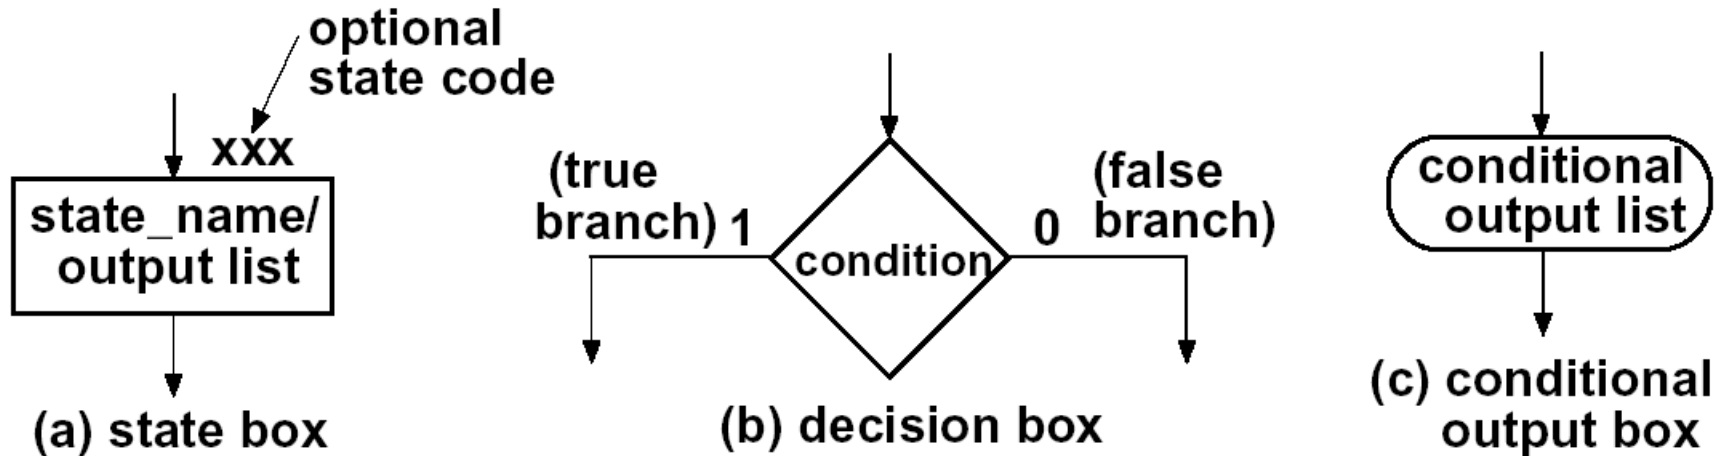 optional
state code
xxx
state_name/
output list
(a) state box
(true
branch) 1
condition
0 (false
branch)
(b) decision box
conditional
output list
(c) conditional
output box